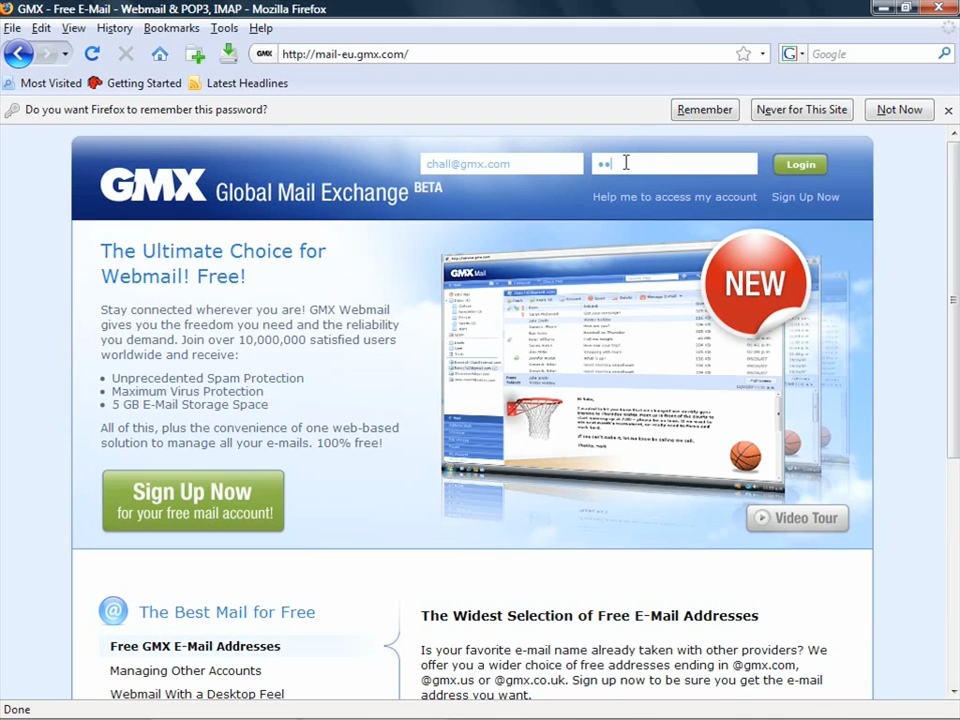 GMX - Free E-Mail - Webmail & POP3, IMAP - Mozilla Firefox
File Edit View History Bookmarks Tools Help
GMX http://mail-eu.gmx.com/ Google
Most Visited Getting Started Latest Headlines
Do you want Firefox to remember this password? Remember Never for This Site Not Now
chall@gmx.com Login
GMX Global Mail Exchange BETA
Help me to access my account Sign Up Now
The Ultimate Choice for
Webmail! Free!
Stay connected wherever you are! GMX Webmail
gives you the freedom you need and the reliability
you demand. Join over 10,000,000 satisfied users
worldwide and receive:
• Unprecedented Spam Protection
• Maximum Virus Protection
• 5 GB E-Mail Storage Space
All of this, plus the convenience of one web-based
solution to manage all your e-mails. 100% free!
Sign Up Now
for your free mail account!
GMX Mail
NEW
Video Tour
@ The Best Mail for Free
Free GMX E-Mail Addresses
Managing Other Accounts
Webmail With a Desktop Feel
The Widest Selection of Free E-Mail Addresses
Is your favorite e-mail name already taken with other providers? We
offer you a wider choice of free addresses ending in @gmx.com,
@gmx.us or @gmx.co.uk. Sign up now to be sure you get the e-mail
address you want.
Done